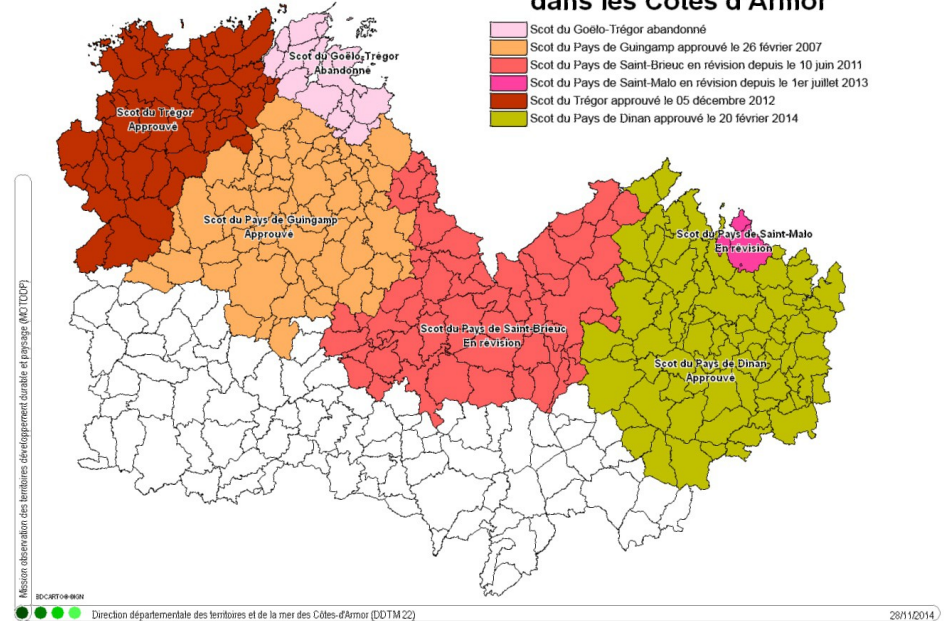 dans les Côtes d'Armor
Scot du Goëlo-Trégor abandonné
Scot du Pays de Guingamp approuvé le 26 février 2007
Scot du Pays de Saint-Brieuc en révision depuis le 10 juin 2011
Scot du Pays de Saint-Malo en révision depuis le 1er juillet 2013
Scot du Trégor approuvé le 05 décembre 2012
Scot du Pays de Dinan approuvé le 20 février 2014
Scot du Goëlo-Trégor
Abandonné
Scot du Trégor
Approuvé
Scot du Pays de Guingamp
Approuvé
Scot du Pays de Saint-Malo
En révision
Scot du Pays de Saint-Brieuc
En révision
Scot du Pays de Dinan
Approuvé
Mission observation des territoires développement durable et paysage (MOTDDP)
BDCARTO®©IGN
Direction départementale des territoires et de la mer des Côtes-d'Armor (DDTM 22)
28/11/2014